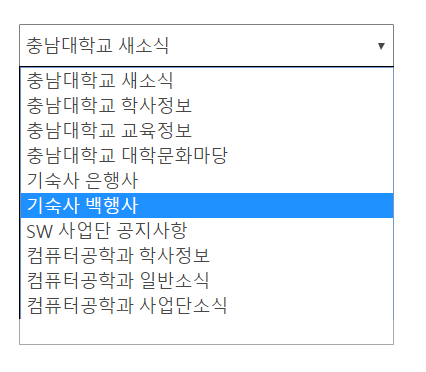 충남대학교 새소식
충남대학교 새소식
충남대학교 학사정보
충남대학교 교육정보
충남대학교 대학문화마당
기숙사 은행사
기숙사 백행사
SW 사업단 공지사항
컴퓨터공학과 학사정보
컴퓨터공학과 일반소식
컴퓨터공학과 사업단소식